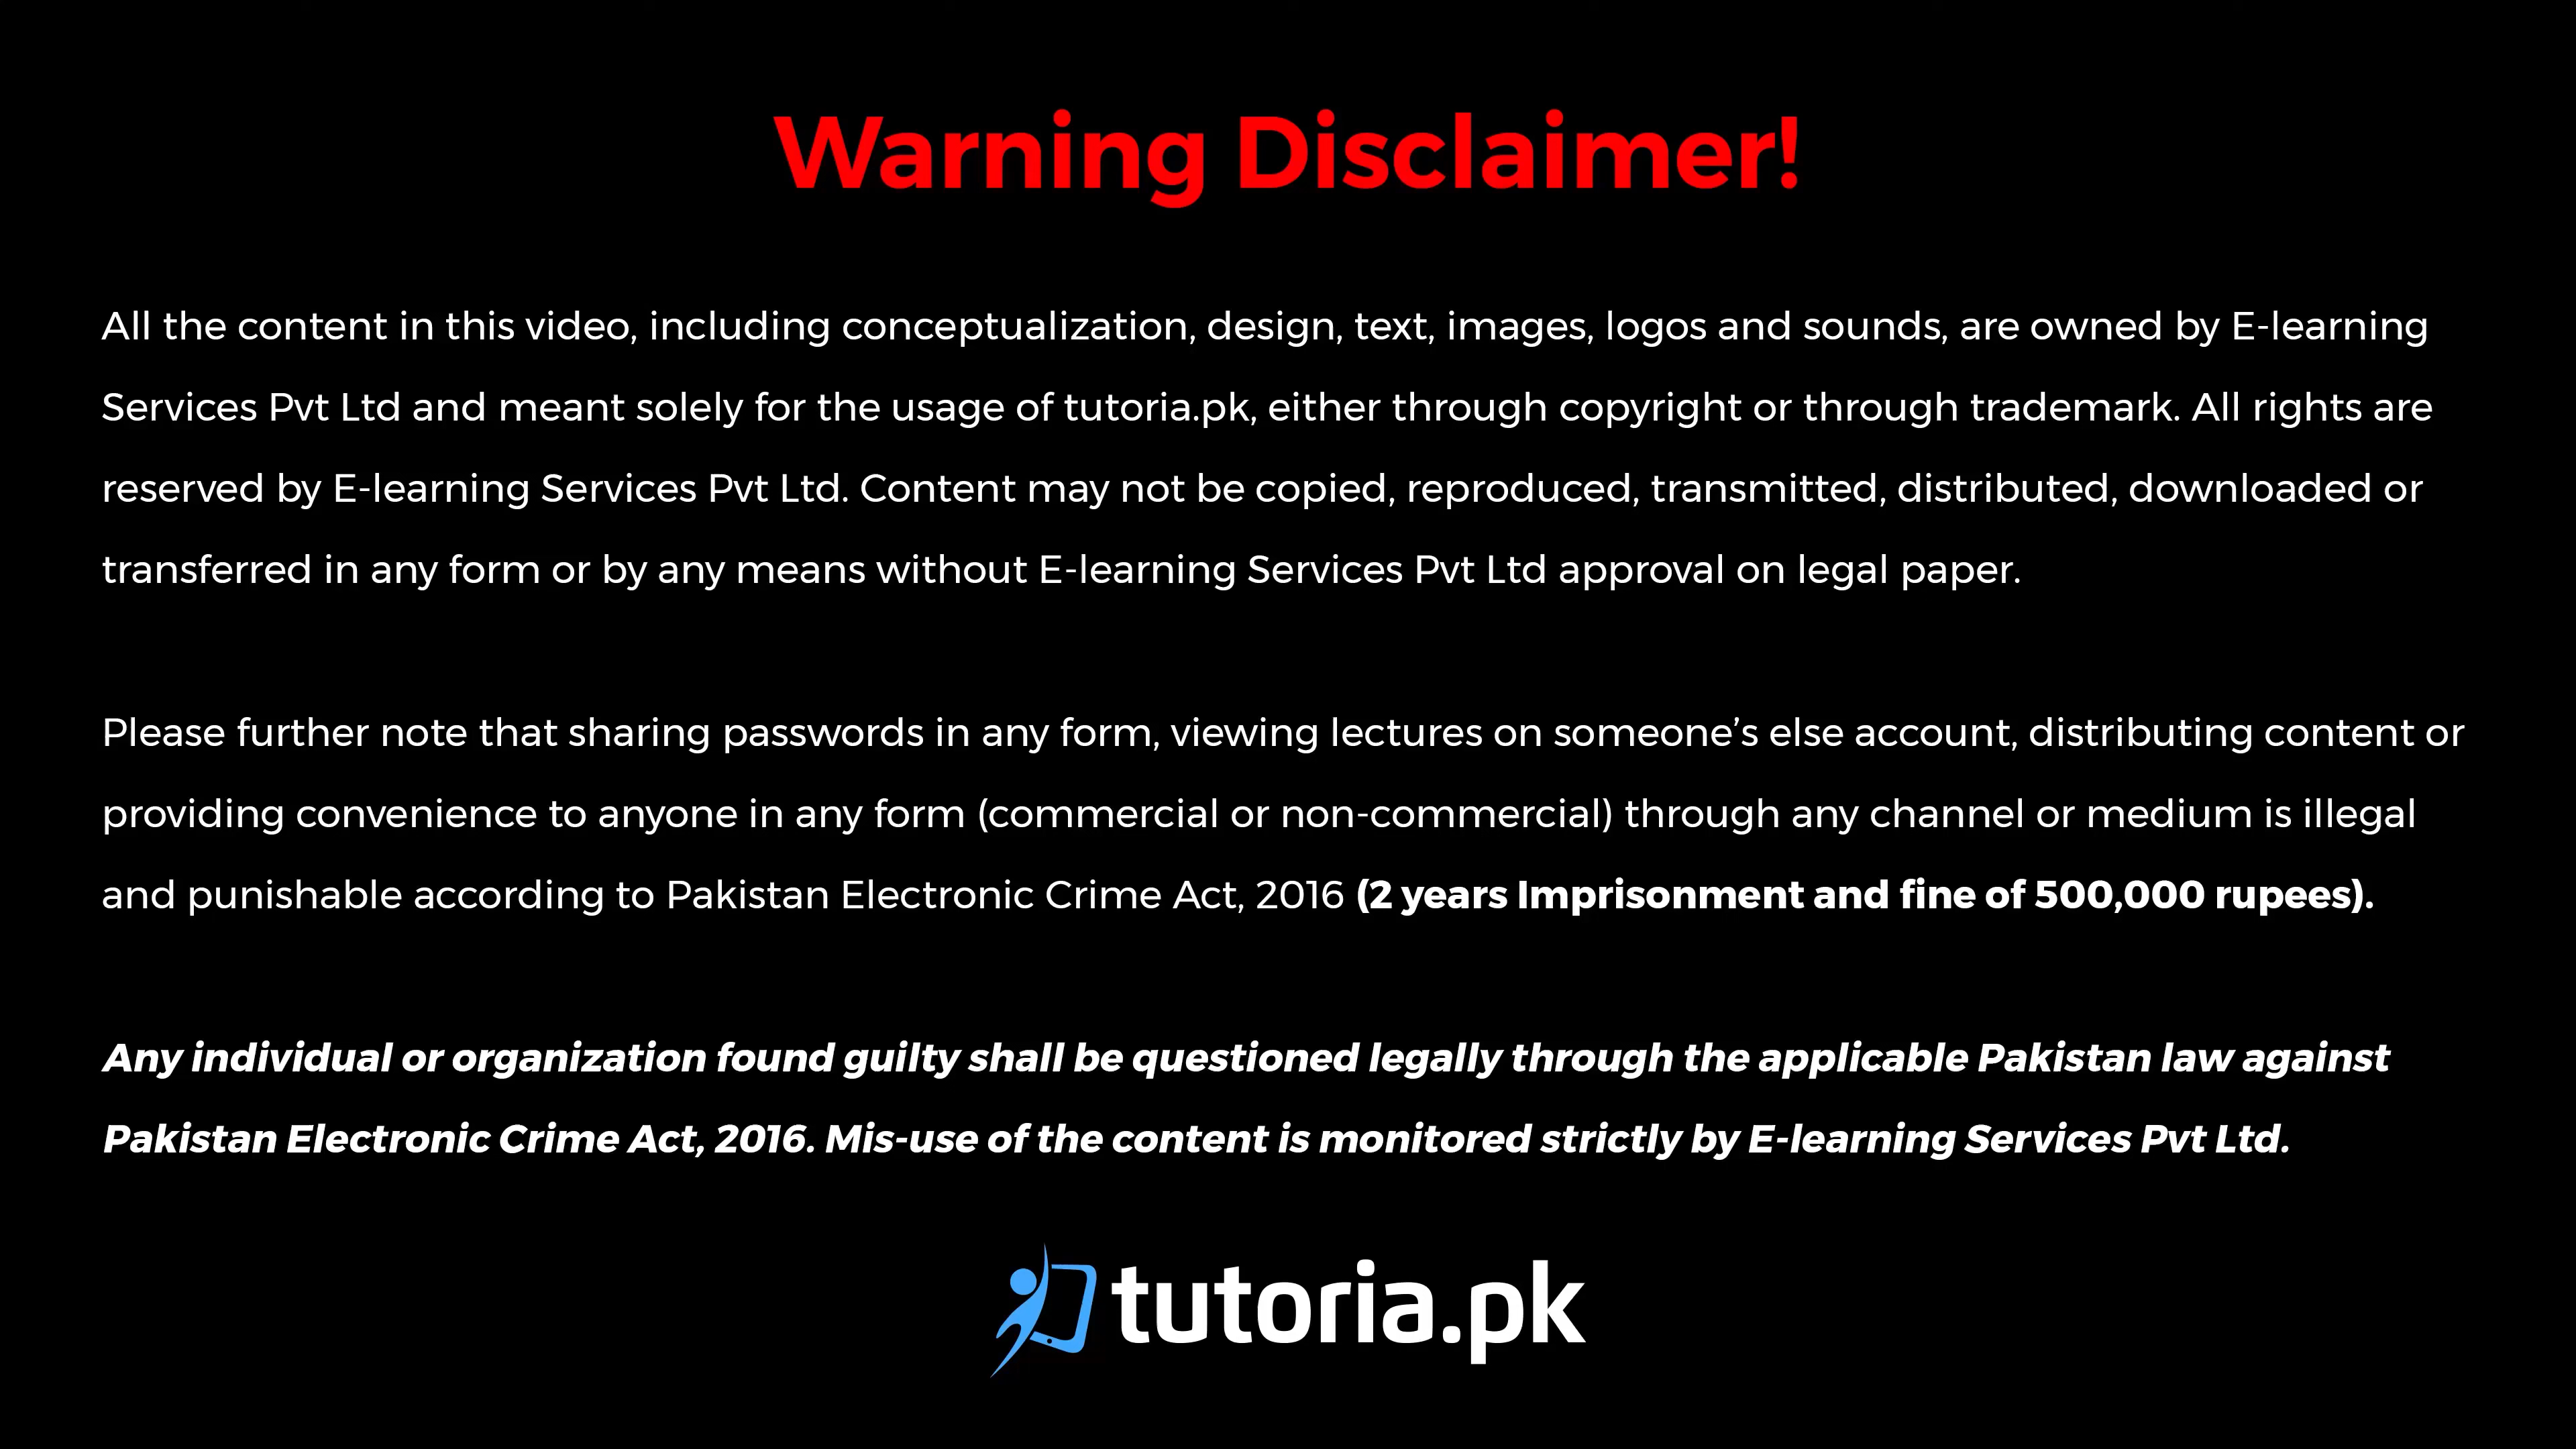 Warning Disclaimer!
All the content in this video, including conceptualization, design, text, images, logos and sounds, are owned by E-learning
Services Pvt Ltd and meant solely for the usage of tutoria.pk, either through copyright or through trademark. All rights are
reserved by E-learning Services Pvt Ltd. Content may not be copied, reproduced, transmitted, distributed, downloaded or
transferred in any form or by any means without E-learning Services Pvt Ltd approval on legal paper.
Please further note that sharing passwords in any form, viewing lectures on someone’s else account, distributing content or
providing convenience to anyone in any form (commercial or non-commercial) through any channel or medium is illegal
and punishable according to Pakistan Electronic Crime Act, 2016 (2 years Imprisonment and fine of 500,000 rupees).
Any individual or organization found guilty shall be questioned legally through the applicable Pakistan law against
Pakistan Electronic Crime Act, 2016. Mis-use of the content is monitored strictly by E-learning Services Pvt Ltd.
tutoria.pk